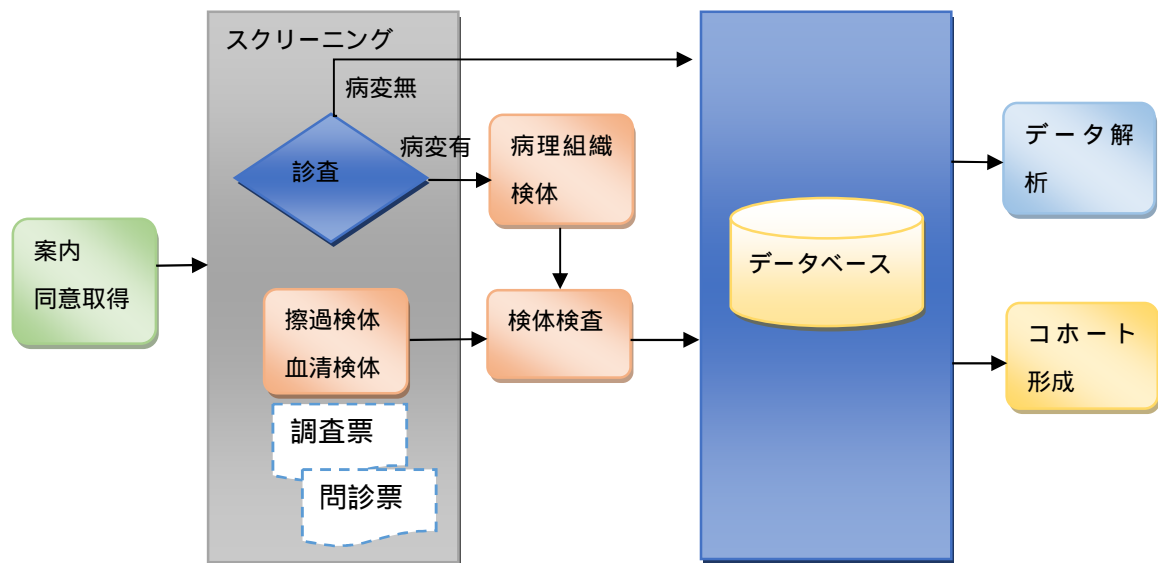 スクリーニング
病変無
病変有
診査
病理組織
検体
案内
同意取得
擦過検体
血清検体
検体検査
調査票
問診票
データベース
データ解
析
コホート
形成